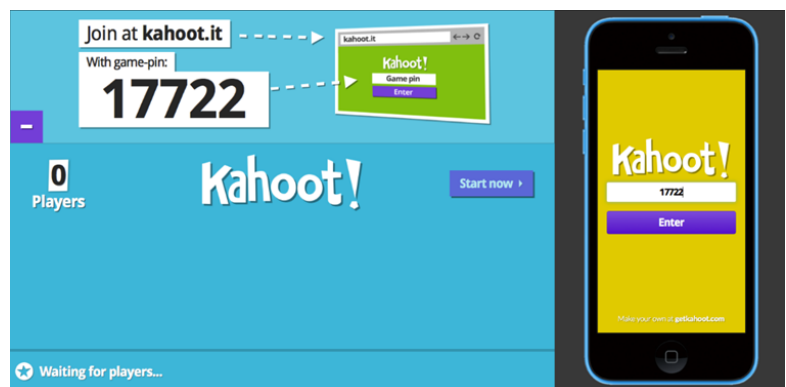 Join at kahoot.it
With game-pin:
17722
kahoot.it
Kahoot!
Game pin
Enter
0
Players
Kahoot!
Start now
Waiting for players...
Kahoot!
17722
Enter
Make your own at getkahoot.com